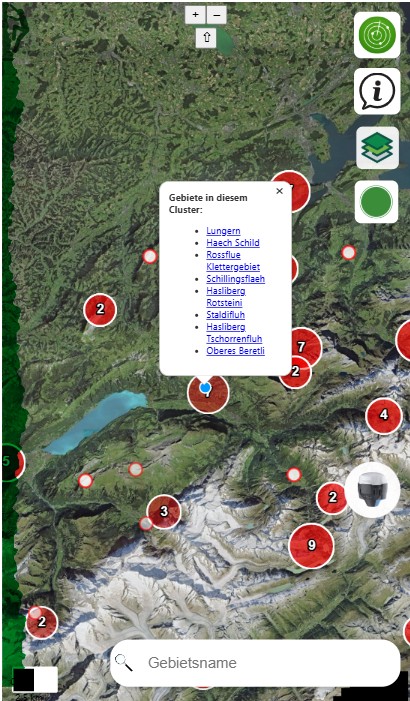 + –
⇧
i
×
Gebiete in diesem
Cluster:
Lungern
Haech Schild
Rossflue
Klettergebiet
Schillingsflaeh
Hasliberg
Rotsteini
Staldifluh
Hasliberg
Tschorrenfluh
Oberes Beretli
2
7
2
4
5
2
3
9
2
Gebietsname